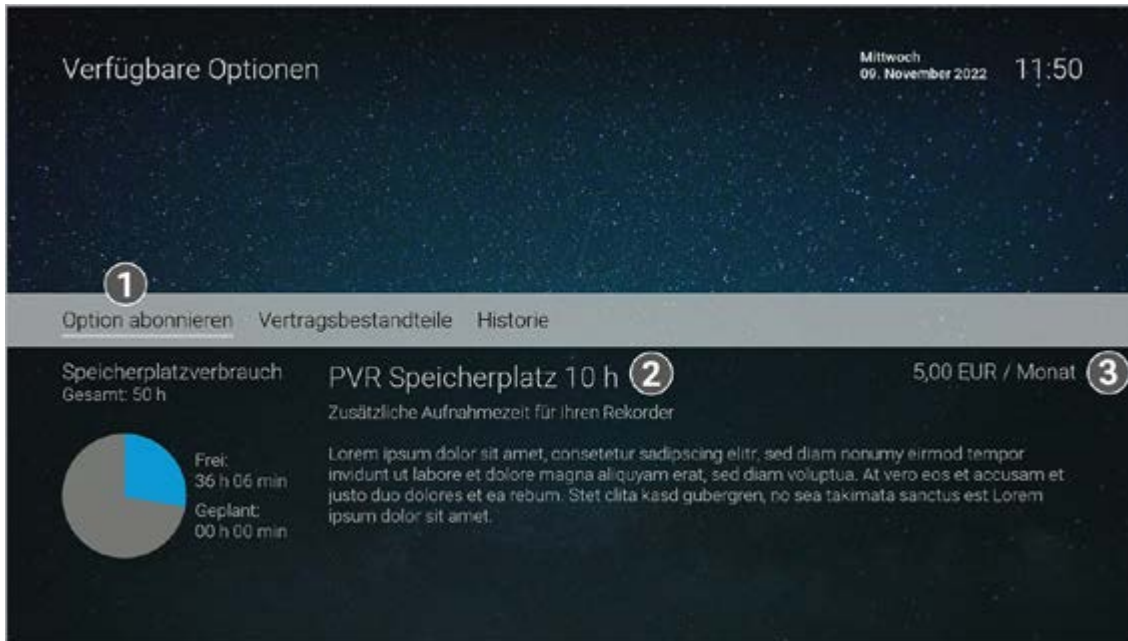 Verfügbare Optionen
Mittwoch
09. November 2022
11:50
1
Option abonnieren Vertragsbestandteile Historie
Speicherplatzverbrauch
Gesamt: 50 h
Frei:
36 h 06 min
Geplant:
00 h 00 min
PVR Speicherplatz 10 h 2
5,00 EUR / Monat 3
Zusätzliche Aufnahmezeit für Ihren Rekorder
Lorem ipsum dolor sit amet, consetetur sadipscing elitr, sed diam nonumy eirmod tempor
invidunt ut labore et dolore magna aliquyam erat, sed diam voluptua. At vero eos et accusam et
justo duo dolores et ea rebum. Stet clita kasd gubergren, no sea takimata sanctus est Lorem
ipsum dolor sit amet.